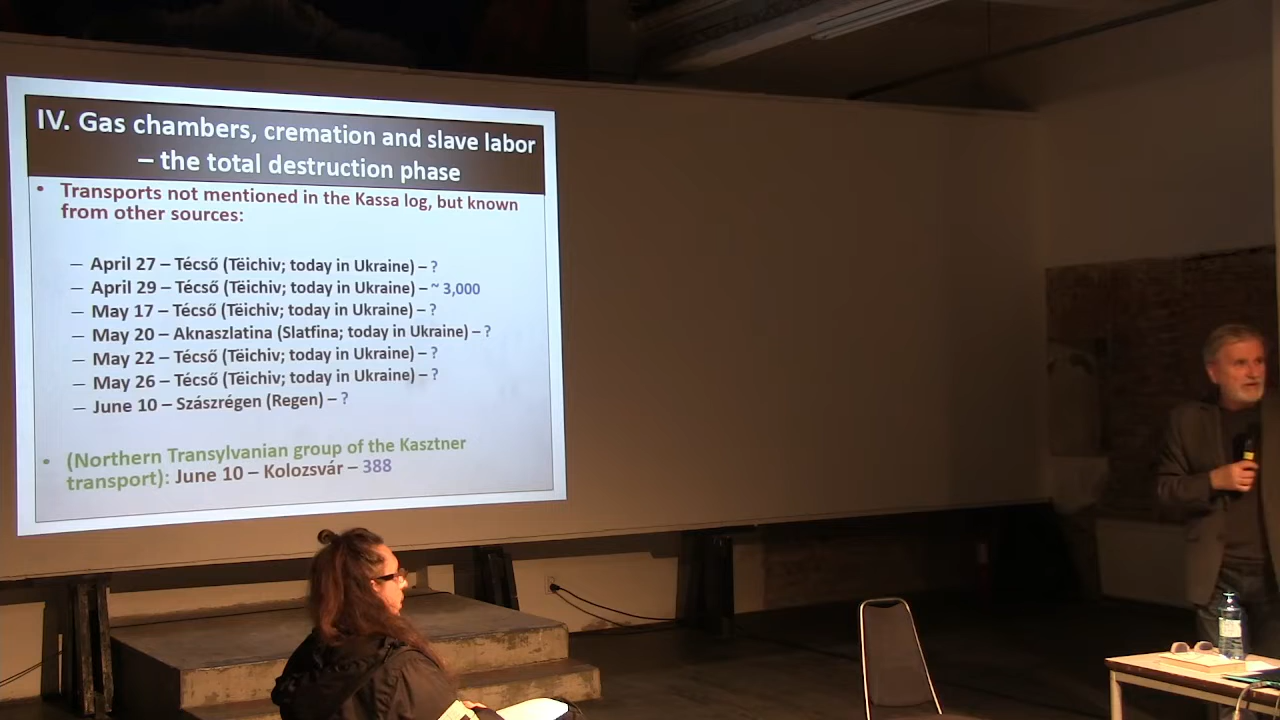 IV. Gas chambers, cremation and slave labor
– the total destruction phase
• Transports not mentioned in the Kassa log, but known
from other sources:
– April 27 – Técső (Tëichiv; today in Ukraine) – ?
– April 29 – Técső (Tëichiv; today in Ukraine) – ~ 3,000
– May 17 – Técső (Tëichiv; today in Ukraine) – ?
– May 20 – Aknaszlatina (Slatfina; today in Ukraine) – ?
– May 22 – Técső (Tëichiv; today in Ukraine) – ?
– May 26 – Técső (Tëichiv; today in Ukraine) – ?
– June 10 – Szászrégen (Regen) – ?
• (Northern Transylvanian group of the Kasztner
transport): June 10 – Kolozsvár – 388